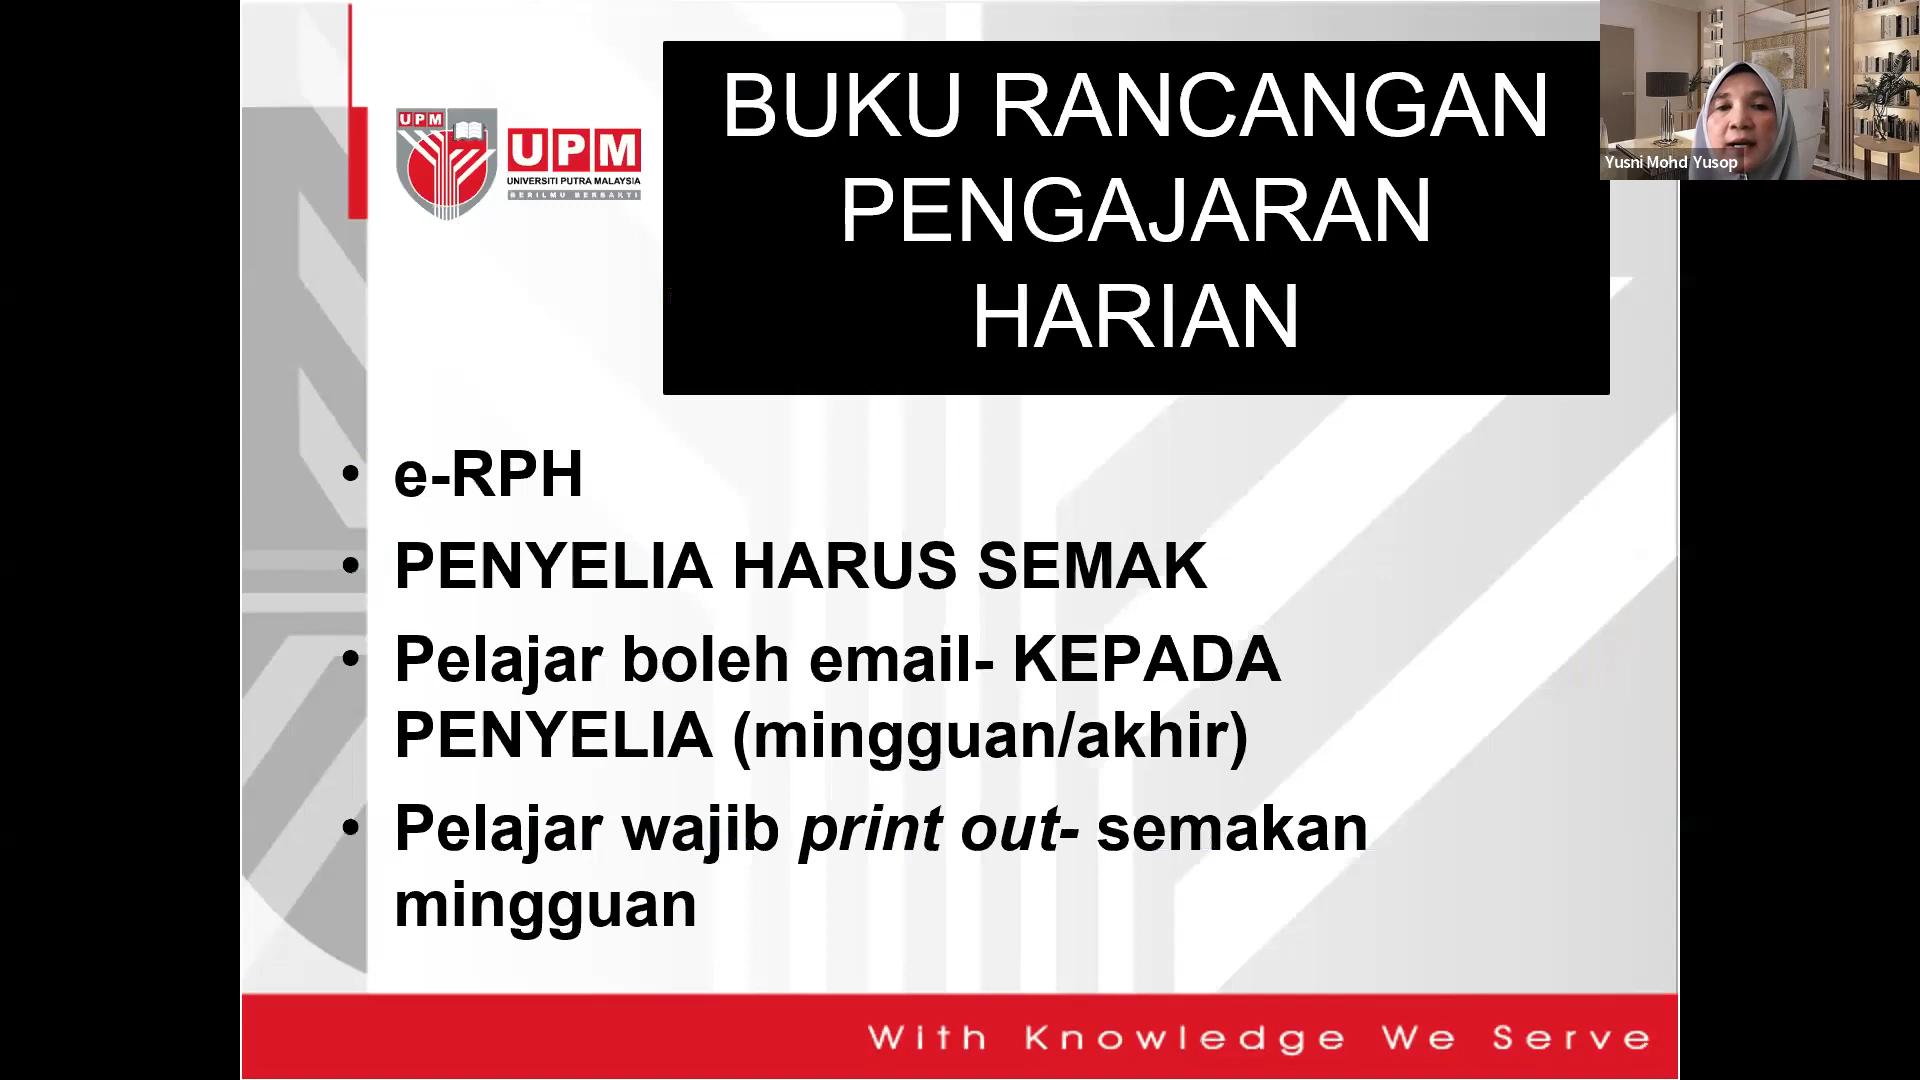 BUKU RANCANGAN
PENGAJARAN
HARIAN
Yusni Mohd Yusop
UPM
UPM
UNIVERSITI PUTRA MALAYSIA
BERILMU BERBAKTI
• e-RPH
• PENYELIA HARUS SEMAK
• Pelajar boleh email- KEPADA
PENYELIA (mingguan/akhir)
• Pelajar wajib print out- semakan
mingguan
With Knowledge We Serve